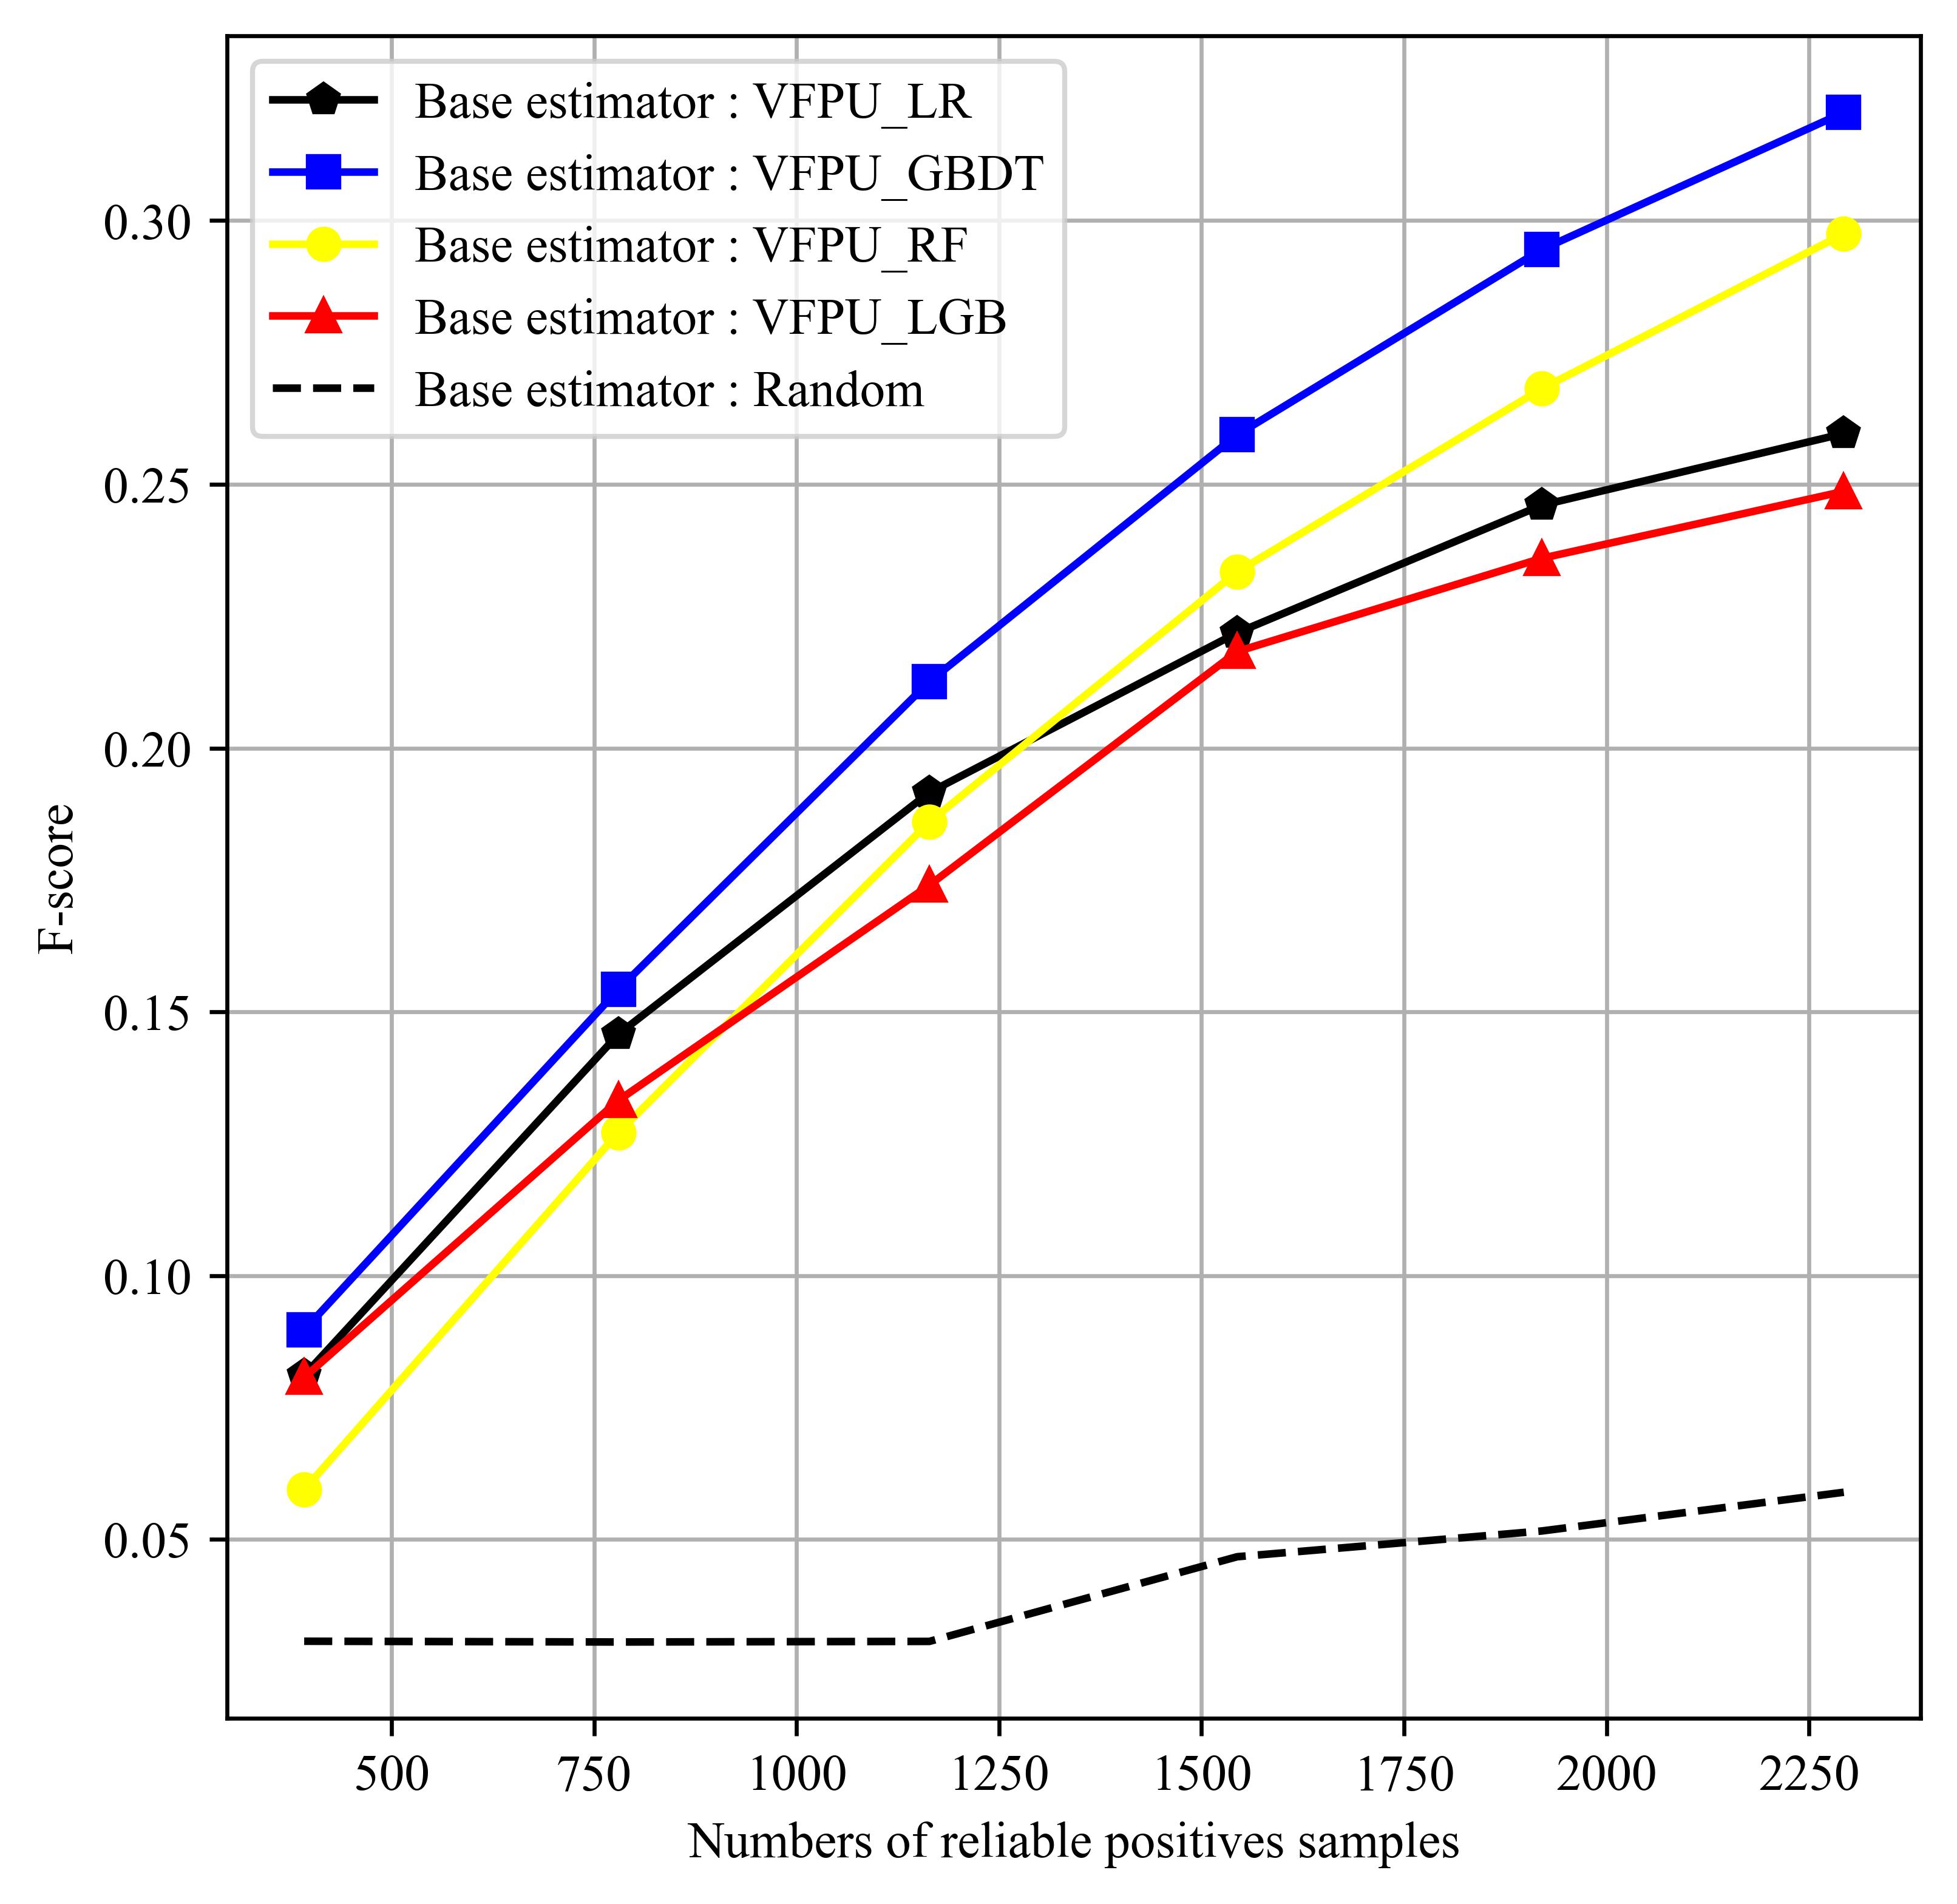 Base estimator : VFPU_LR
Base estimator : VFPU_GBDT
Base estimator : VFPU_RF
Base estimator : VFPU_LGB
Base estimator : Random
0.30
0.25
0.20
0.15
0.10
0.05
F-score
500 750 1000 1250 1500 1750 2000 2250
Numbers of reliable positives samples